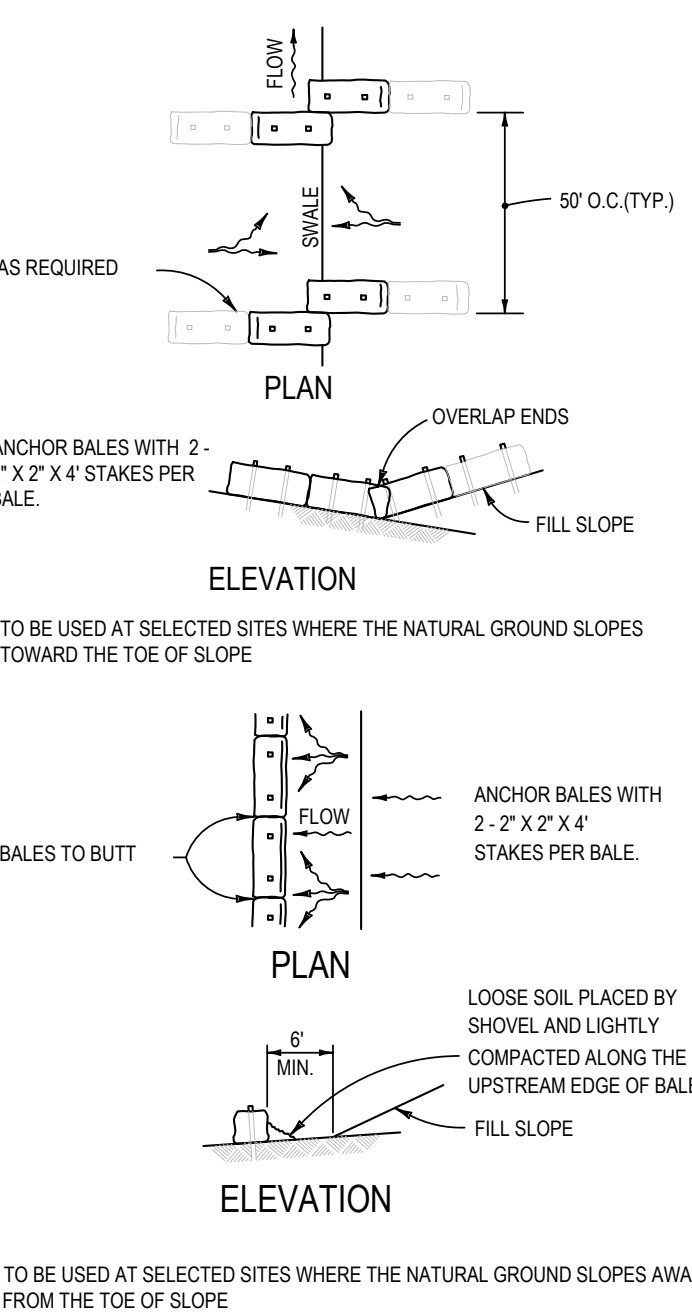 FLOW
SWALE
50' O.C.(TYP.)
AS REQUIRED
PLAN
OVERLAP ENDS
ANCHOR BALES WITH 2 -
" X 2" X 4' STAKES PER
BALE.
FILL SLOPE
ELEVATION
TO BE USED AT SELECTED SITES WHERE THE NATURAL GROUND SLOPES
TOWARD THE TOE OF SLOPE
FLOW
ANCHOR BALES WITH
2 - 2" X 2" X 4'
STAKES PER BALE.
BALES TO BUTT
PLAN
LOOSE SOIL PLACED BY
SHOVEL AND LIGHTLY
COMPACTED ALONG THE
UPSTREAM EDGE OF BALE
6'
MIN.
FILL SLOPE
ELEVATION
TO BE USED AT SELECTED SITES WHERE THE NATURAL GROUND SLOPES AWA
FROM THE TOE OF SLOPE